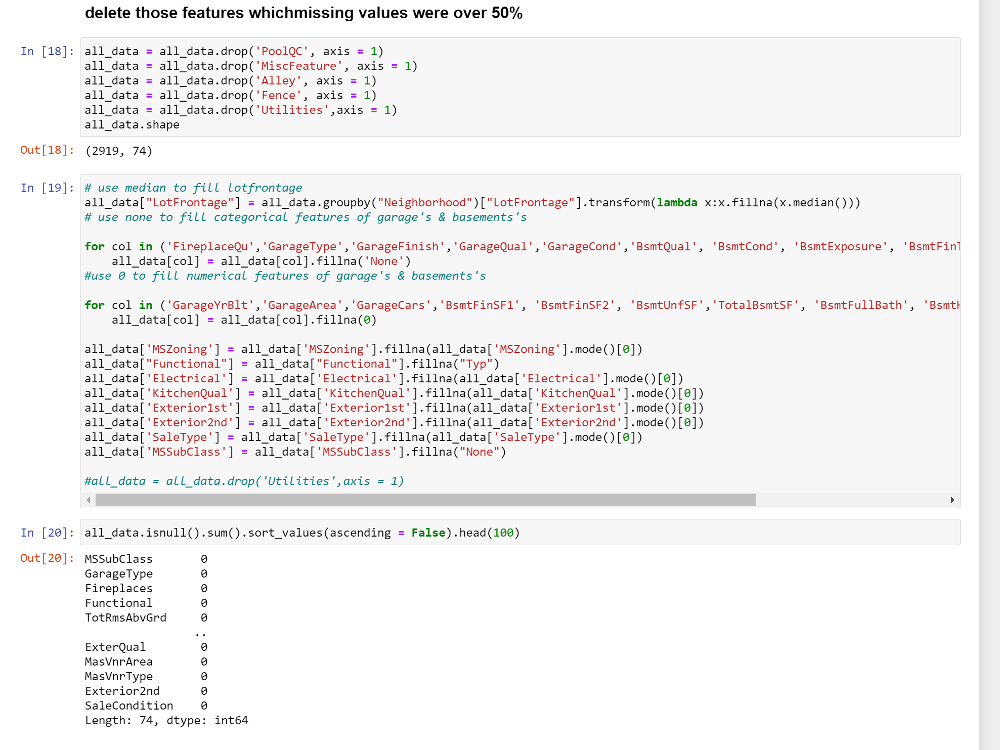 delete those features whichmissing values were over 50%
In [18]:
all_data = all_data.drop('PoolQC', axis = 1)
all_data = all_data.drop('MiscFeature', axis = 1)
all_data = all_data.drop('Alley', axis = 1)
all_data = all_data.drop('Fence', axis = 1)
all_data = all_data.drop('Utilities',axis = 1)
all_data.shape
Out[18]: (2919, 74)
In [19]:
# use median to fill lotfrontage
all_data["LotFrontage"] = all_data.groupby("Neighborhood")["LotFrontage"].transform(lambda x:x.fillna(x.median()))
# use none to fill categorical features of garage's & basements's
for col in ('FireplaceQu','GarageType','GarageFinish','GarageQual','GarageCond','BsmtQual', 'BsmtCond', 'BsmtExposure', 'BsmtFinT
    all_data[col] = all_data[col].fillna('None')
#use 0 to fill numerical features of garage's & basements's
for col in ('GarageYrBlt','GarageArea','GarageCars','BsmtFinSF1', 'BsmtFinSF2', 'BsmtUnfSF','TotalBsmtSF', 'BsmtFullBath', 'BsmtH
    all_data[col] = all_data[col].fillna(0)
all_data['MSZoning'] = all_data['MSZoning'].fillna(all_data['MSZoning'].mode()[0])
all_data["Functional"] = all_data["Functional"].fillna("Typ")
all_data['Electrical'] = all_data['Electrical'].fillna(all_data['Electrical'].mode()[0])
all_data['KitchenQual'] = all_data['KitchenQual'].fillna(all_data['KitchenQual'].mode()[0])
all_data['Exterior1st'] = all_data['Exterior1st'].fillna(all_data['Exterior1st'].mode()[0])
all_data['Exterior2nd'] = all_data['Exterior2nd'].fillna(all_data['Exterior2nd'].mode()[0])
all_data['SaleType'] = all_data['SaleType'].fillna(all_data['SaleType'].mode()[0])
all_data['MSSubClass'] = all_data['MSSubClass'].fillna("None")
#all_data = all_data.drop('Utilities',axis = 1)
In [20]: all_data.isnull().sum().sort_values(ascending = False).head(100)
Out[20]:
MSSubClass 0
GarageType 0
Fireplaces 0
Functional 0
TotRmsAbvGrd 0
..
ExterQual 0
MasVnrArea 0
MasVnrType 0
Exterior2nd 0
SaleCondition 0
Length: 74, dtype: int64